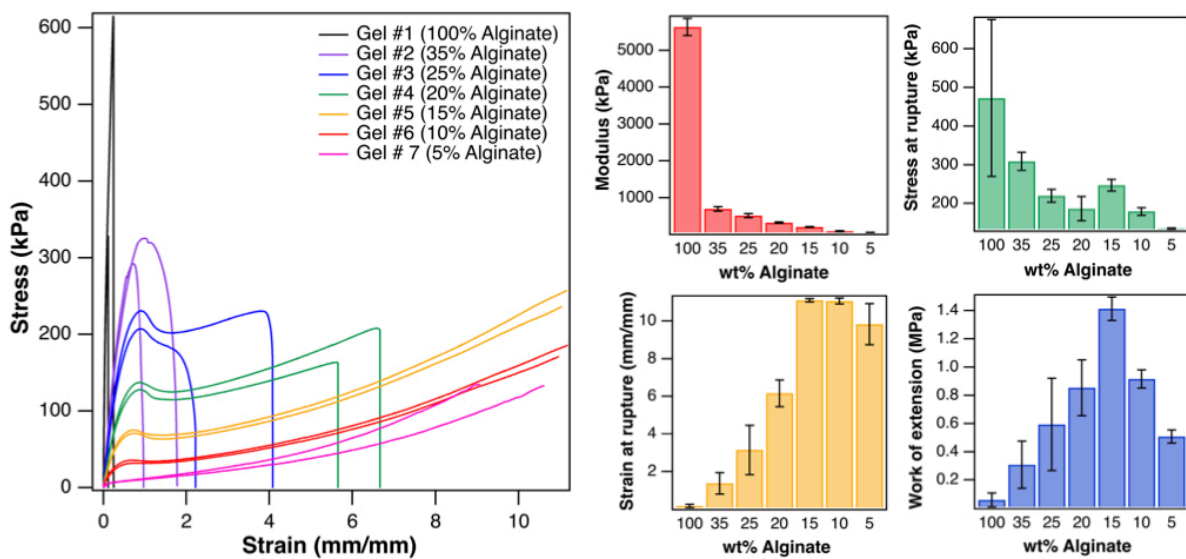 600
500
400
300
200
100
0
Stress (kPa)
0 2 4 6 8 10
Strain (mm/mm)
Gel #1 (100% Alginate)
Gel #2 (35% Alginate)
Gel #3 (25% Alginate)
Gel #4 (20% Alginate)
Gel #5 (15% Alginate)
Gel #6 (10% Alginate)
Gel # 7 (5% Alginate)
5000
4000
3000
2000
1000
Modulus (kPa)
100 35 25 20 15 10 5
wt% Alginate
600
500
400
300
200
Stress at rupture (kPa)
100 35 25 20 15 10 5
wt% Alginate
10
8
6
4
2
Strain at rupture (mm/mm)
100 35 25 20 15 10 5
wt% Alginate
1.4
1.2
1.0
0.8
0.6
0.4
0.2
Work of extension (MPa)
100 35 25 20 15 10 5
wt% Alginate